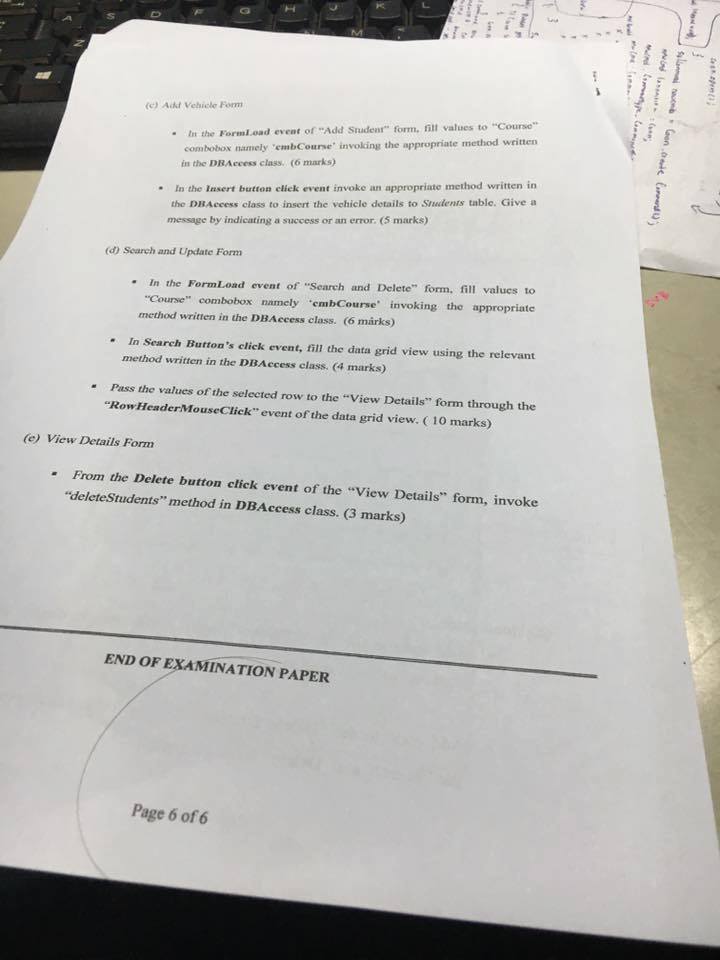 (c) Add Vehicle Form
▪ In the FormLoad event of "Add Student" form, fill values to "Course"
combobox namely 'cmbCourse' invoking the appropriate method written
in the DBAccess class. (6 marks)
▪ In the Insert button click event invoke an appropriate method written in
the DBAccess class to insert the vehicle details to Students table. Give a
message by indicating a success or an error. (5 marks)
(d) Search and Update Form
▪ In the FormLoad event of "Search and Delete" form, fill values to
"Course" combobox namely 'cmbCourse' invoking the appropriate
method written in the DBAccess class. (6 marks)
▪ In Search Button's click event, fill the data grid view using the relevant
method written in the DBAccess class. (4 marks)
▪ Pass the values of the selected row to the "View Details" form through the
"RowHeaderMouseClick" event of the data grid view. ( 10 marks)
(e) View Details Form
▪ From the Delete button click event of the "View Details" form, invoke
"deleteStudents" method in DBAccess class. (3 marks)
END OF EXAMINATION PAPER
Page 6 of 6
A
S
D
F
G
H
J
K
L
Z
M